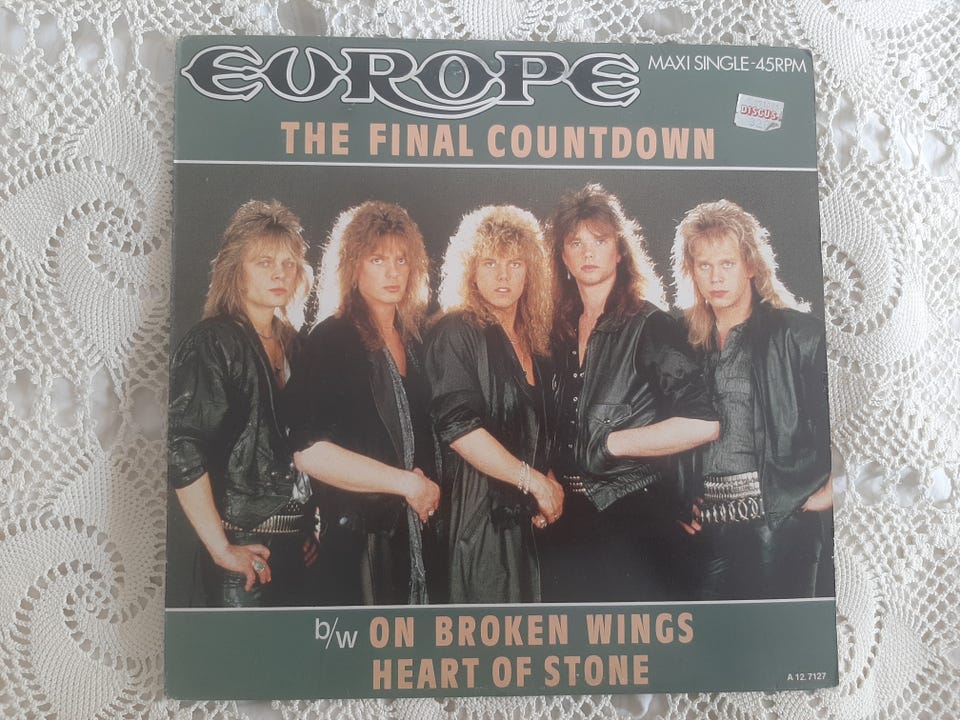 EUROPE
MAXI SINGLE-45RPM
DISCUS
THE FINAL COUNTDOWN
b/w ON BROKEN WINGS
HEART OF STONE
A 12.7127